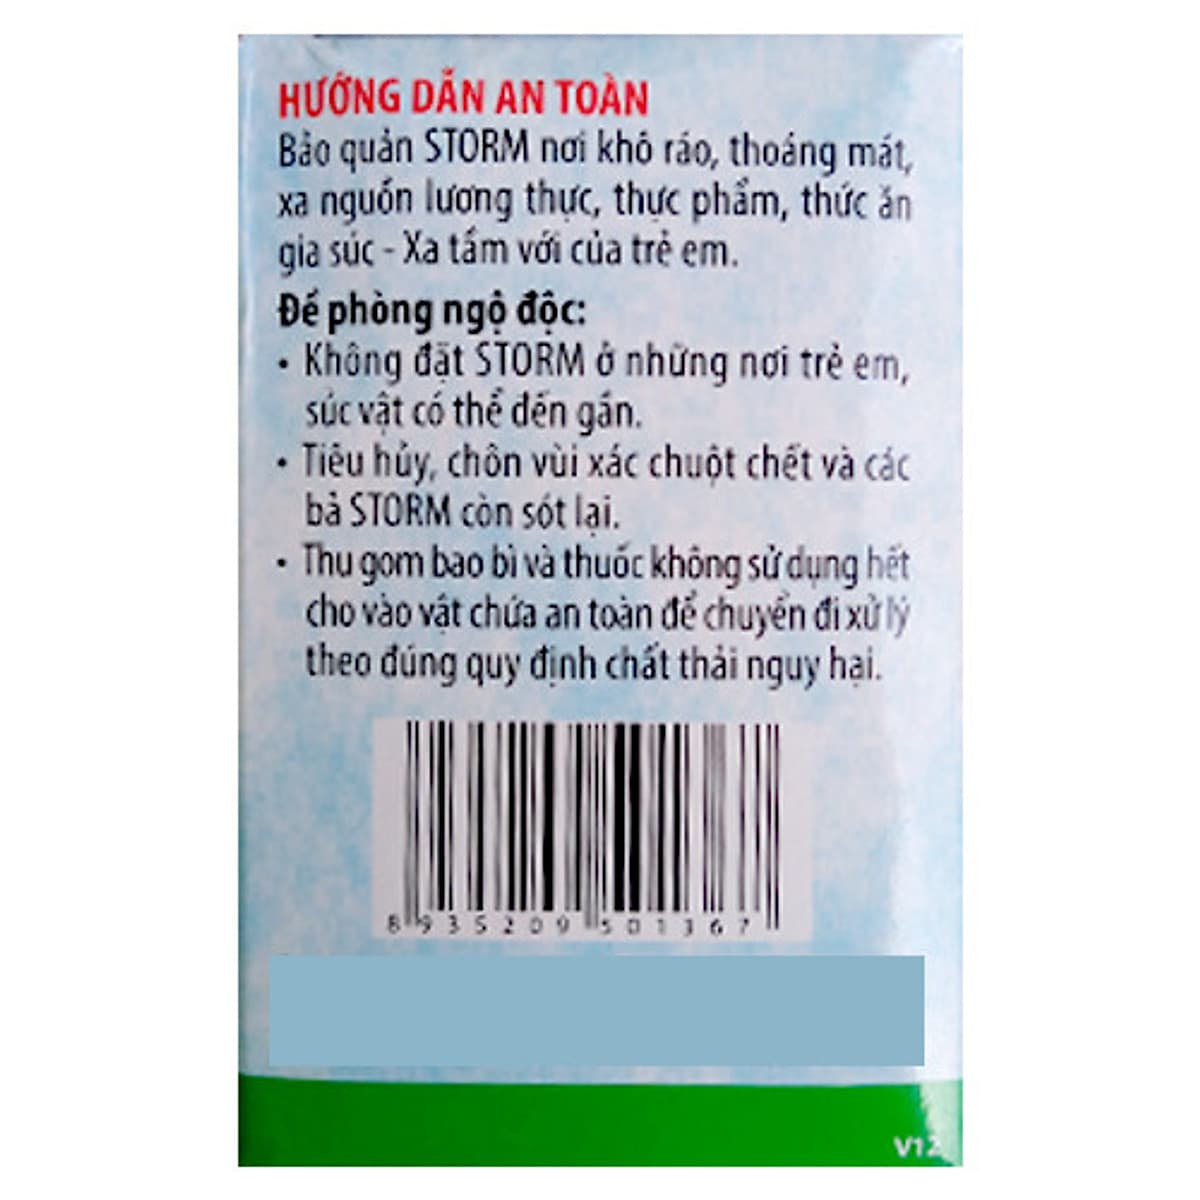 HƯỚNG DẪN AN TOÀN
Bảo quản STORM nơi khô ráo, thoáng mát,
xa nguồn lương thực, thực phẩm, thức ăn
gia súc - Xa tầm với của trẻ em.
Đề phòng ngộ độc:
• Không đặt STORM ở những nơi trẻ em,
súc vật có thể đến gần.
• Tiêu hủy, chôn vùi xác chuột chết và các
bả STORM còn sót lại.
• Thu gom bao bì và thuốc không sử dụng hết
cho vào vật chứa an toàn để chuyển đi xử lý
theo đúng quy định chất thải nguy hại.
8 935209 501367
V12